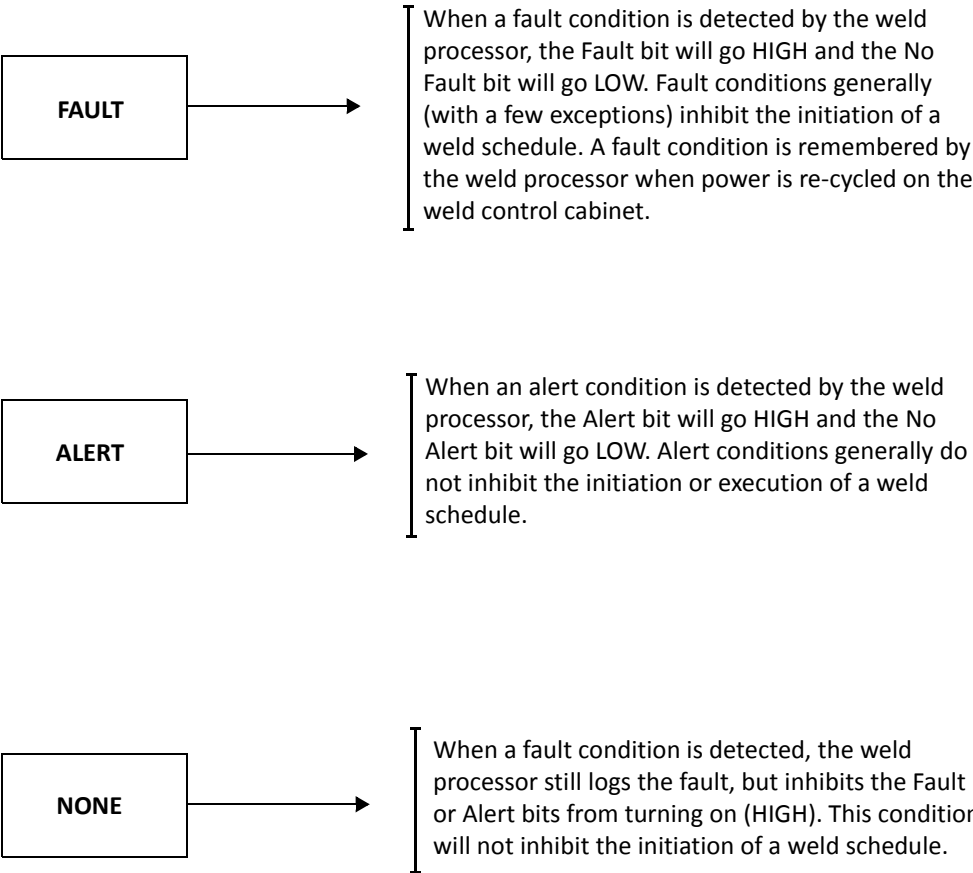 FAULT
When a fault condition is detected by the weld
processor, the Fault bit will go HIGH and the No
Fault bit will go LOW. Fault conditions generally
(with a few exceptions) inhibit the initiation of a
weld schedule. A fault condition is remembered by
the weld processor when power is re-cycled on the
weld control cabinet.
ALERT
When an alert condition is detected by the weld
processor, the Alert bit will go HIGH and the No
Alert bit will go LOW. Alert conditions generally do
not inhibit the initiation or execution of a weld
schedule.
NONE
When a fault condition is detected, the weld
processor still logs the fault, but inhibits the Fault
or Alert bits from turning on (HIGH). This condition
will not inhibit the initiation of a weld schedule.